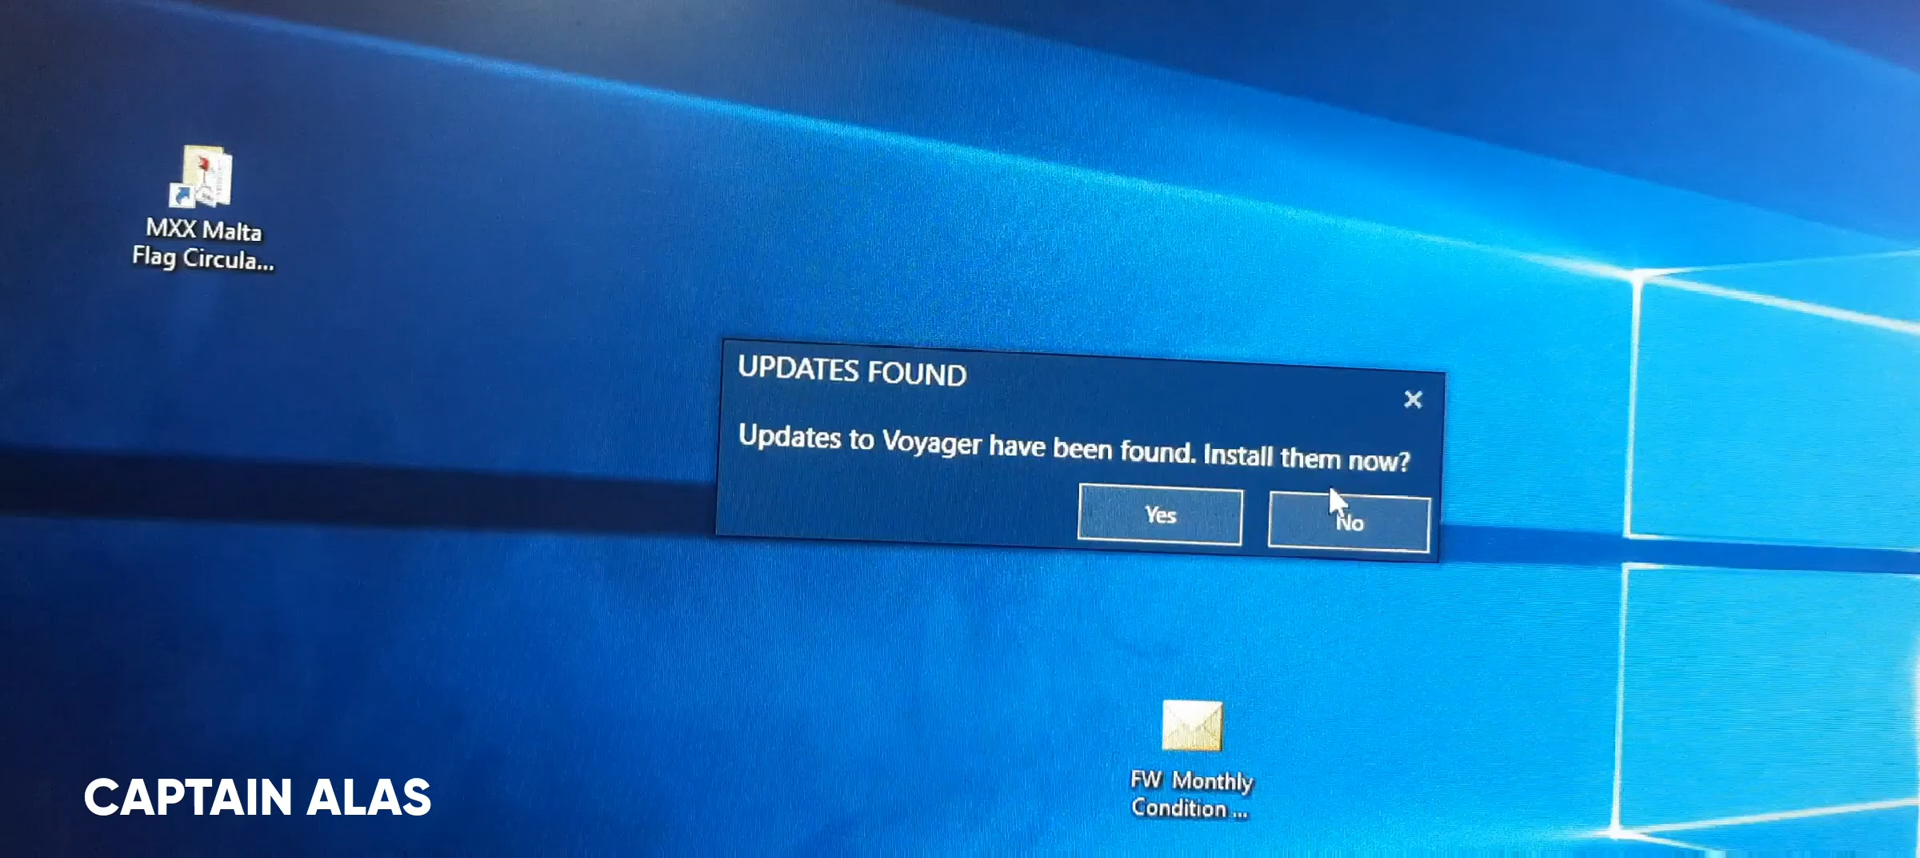 MXX Malta
Flag Circula...
UPDATES FOUND
Updates to Voyager have been found. Install them now?
Yes
No
FW Monthly
Condition ...
CAPTAIN ALAS